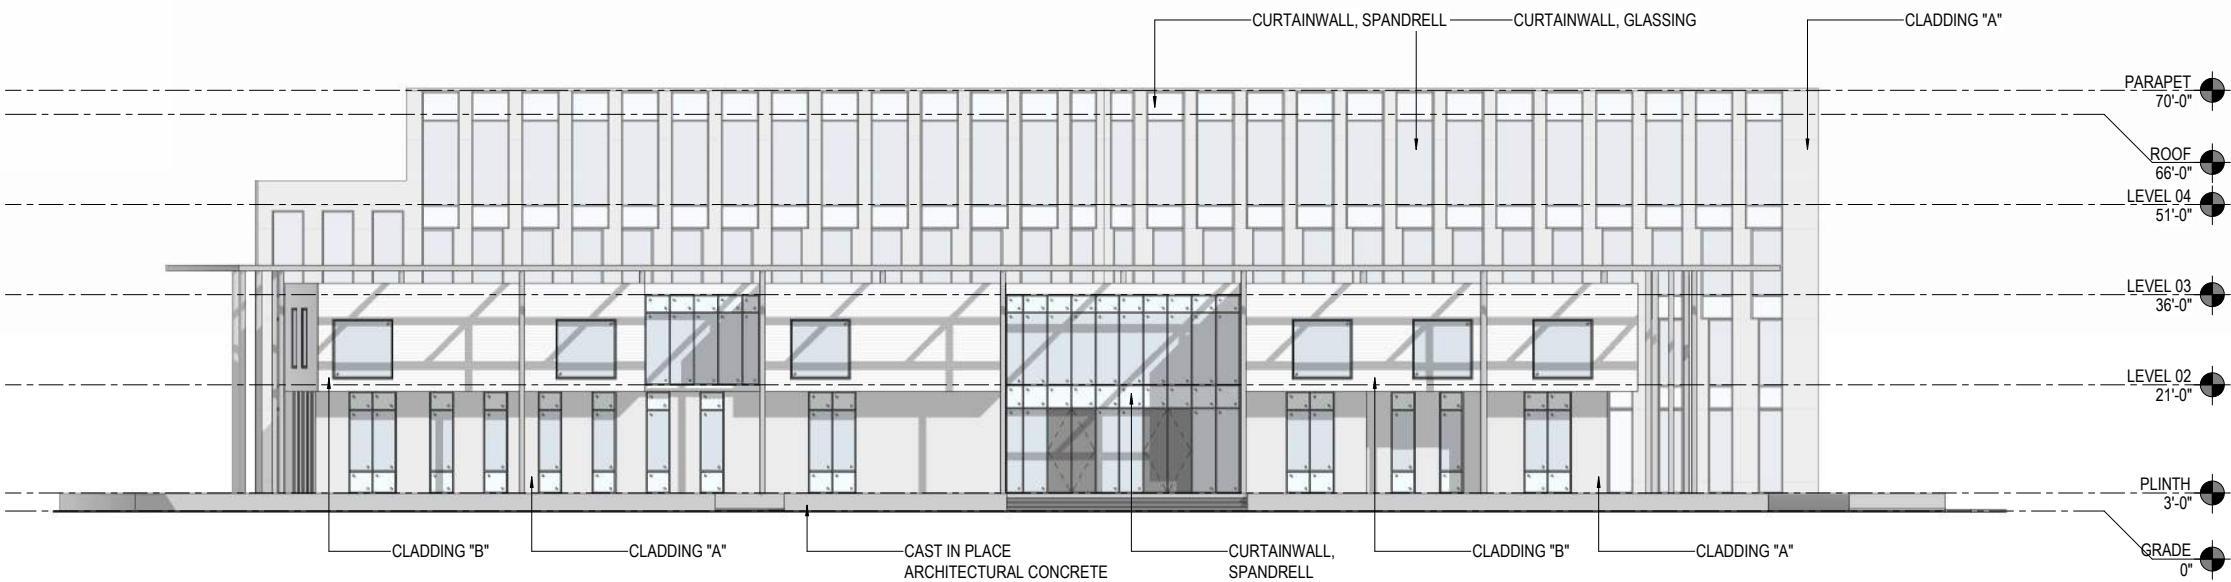 CURTAINWALL, SPANDREL
CURTAINWALL, GLASSING
CLADDING "A"
PARAPET
70'-0"
ROOF
66'-0"
LEVEL 04
51'-0"
LEVEL 03
36'-0"
LEVEL 02
21'-0"
PLINTH
3'-0"
GRADE
0"
CLADDING "B"
CLADDING "A"
CAST IN PLACE
ARCHITECTURAL CONCRETE
CURTAINWALL,
SPANDRELL
CLADDING "B"
CLADDING "A"